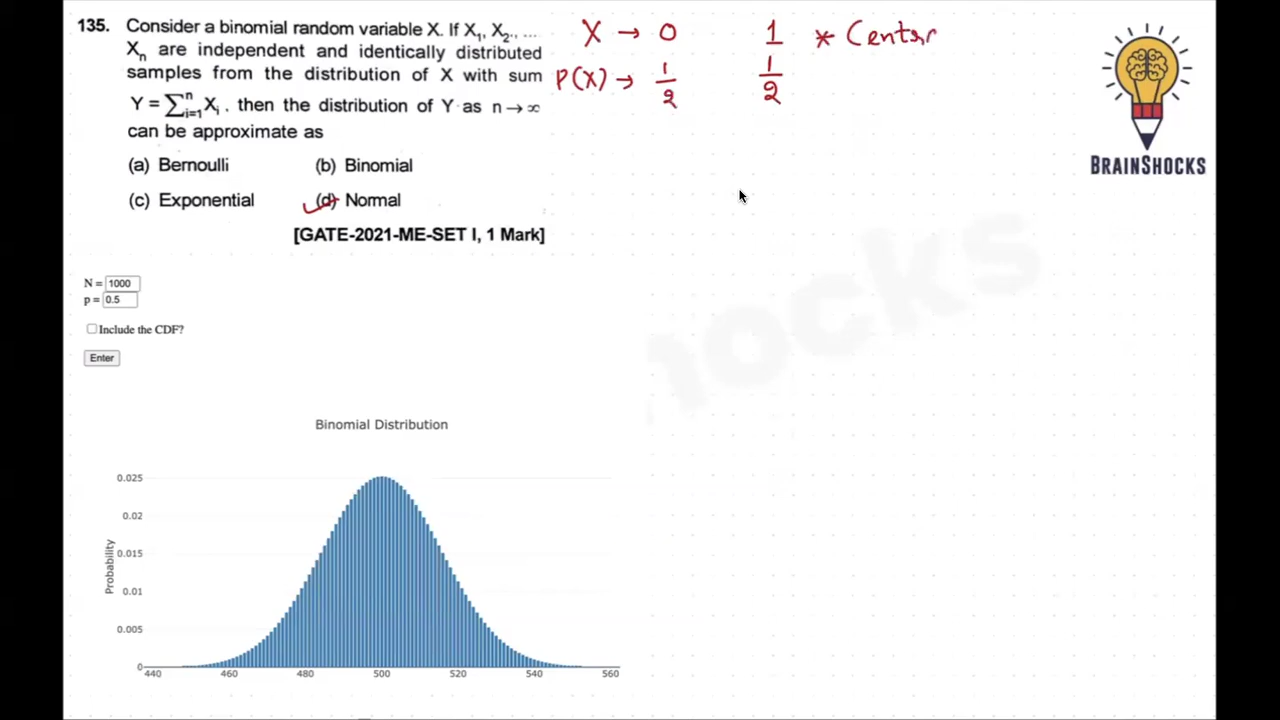 135. Consider a binomial random variable X. If X₁, X₂, ...
Xₙ are independent and identically distributed
samples from the distribution of X with sum
Y = ∑ⁿᵢ₌₁ Xᵢ , then the distribution of Y as n → ∞
can be approximate as
(a) Bernoulli (b) Binomial
(c) Exponential (d) Normal
[GATE-2021-ME-SET I, 1 Mark]
X → 0 1 * Centar
P(X) → 1/2 1/2
BRAINSHOCKS
N = 1000
p = 0.5
Include the CDF?
Enter
hocks
Binomial Distribution
Probability
0.025
0.02
0.015
0.01
0.005
0
440 460 480 500 520 540 560